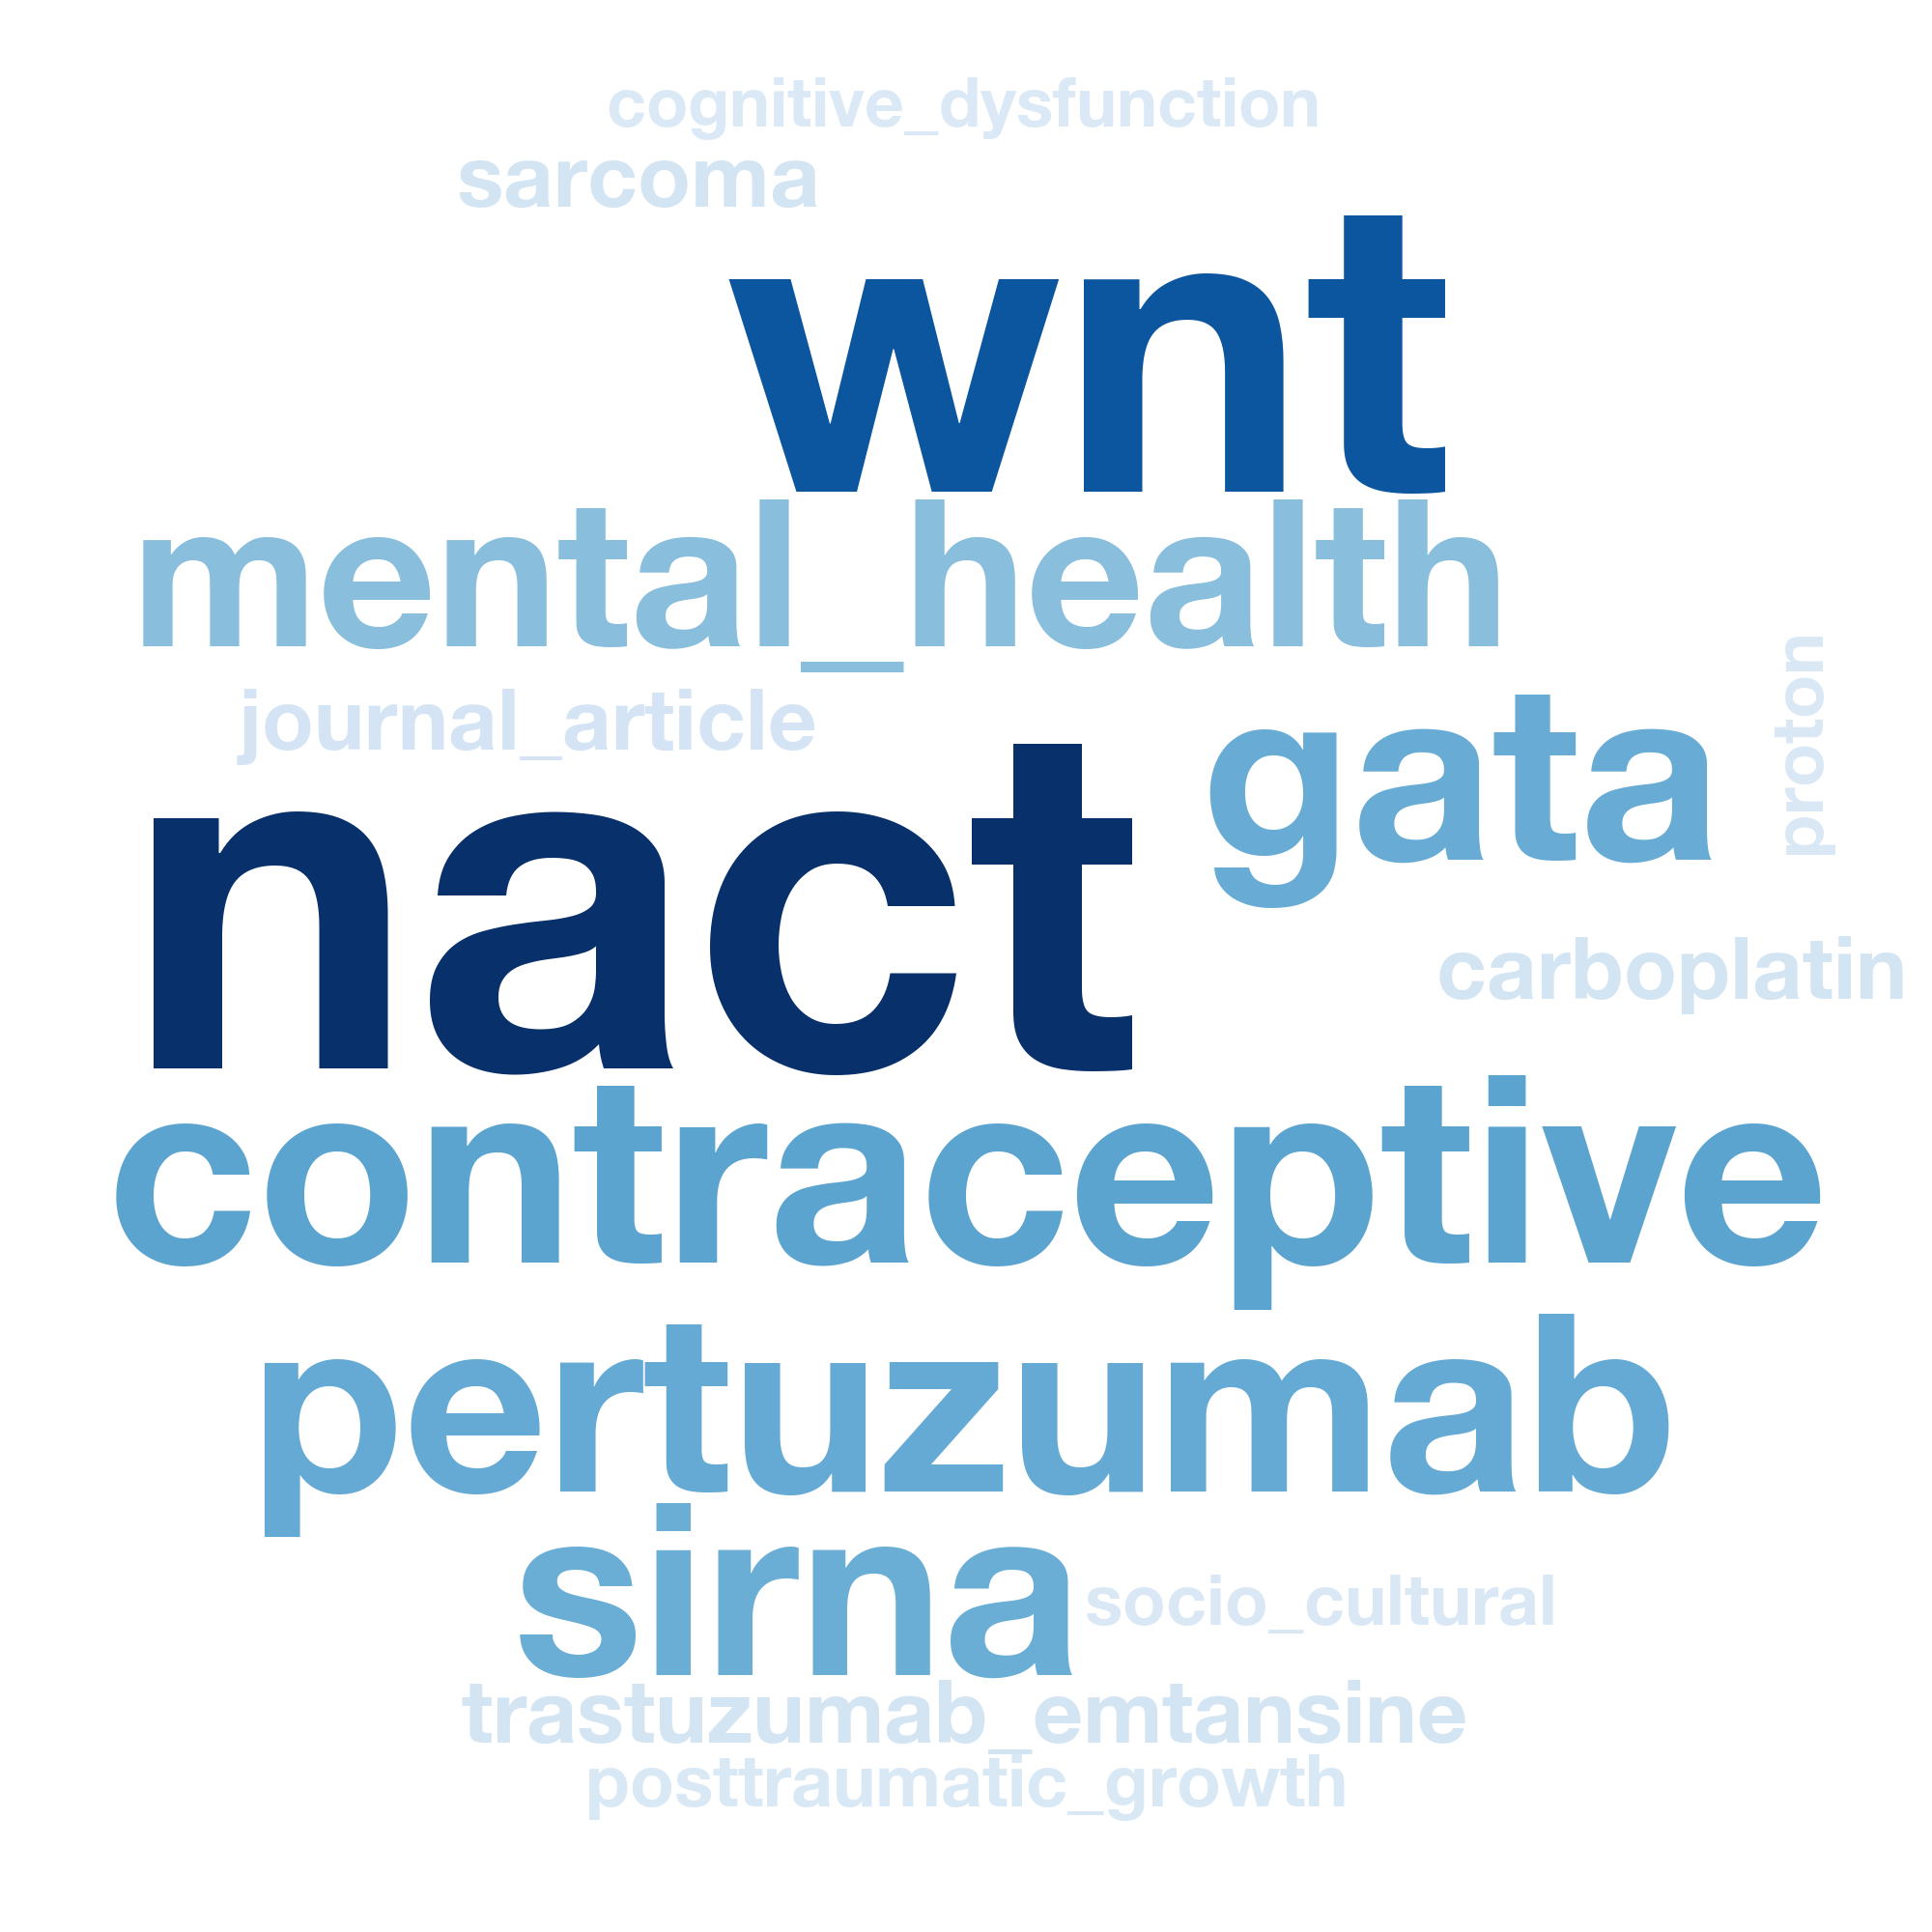 cognitive_dysfunction
sarcoma
wnt
mental_health
proton
journal_article
gata
nact
carboplatin
contraceptive
pertuzumab
sirna
socio_cultural
trastuzumab_emtansine
posttraumatic_growth